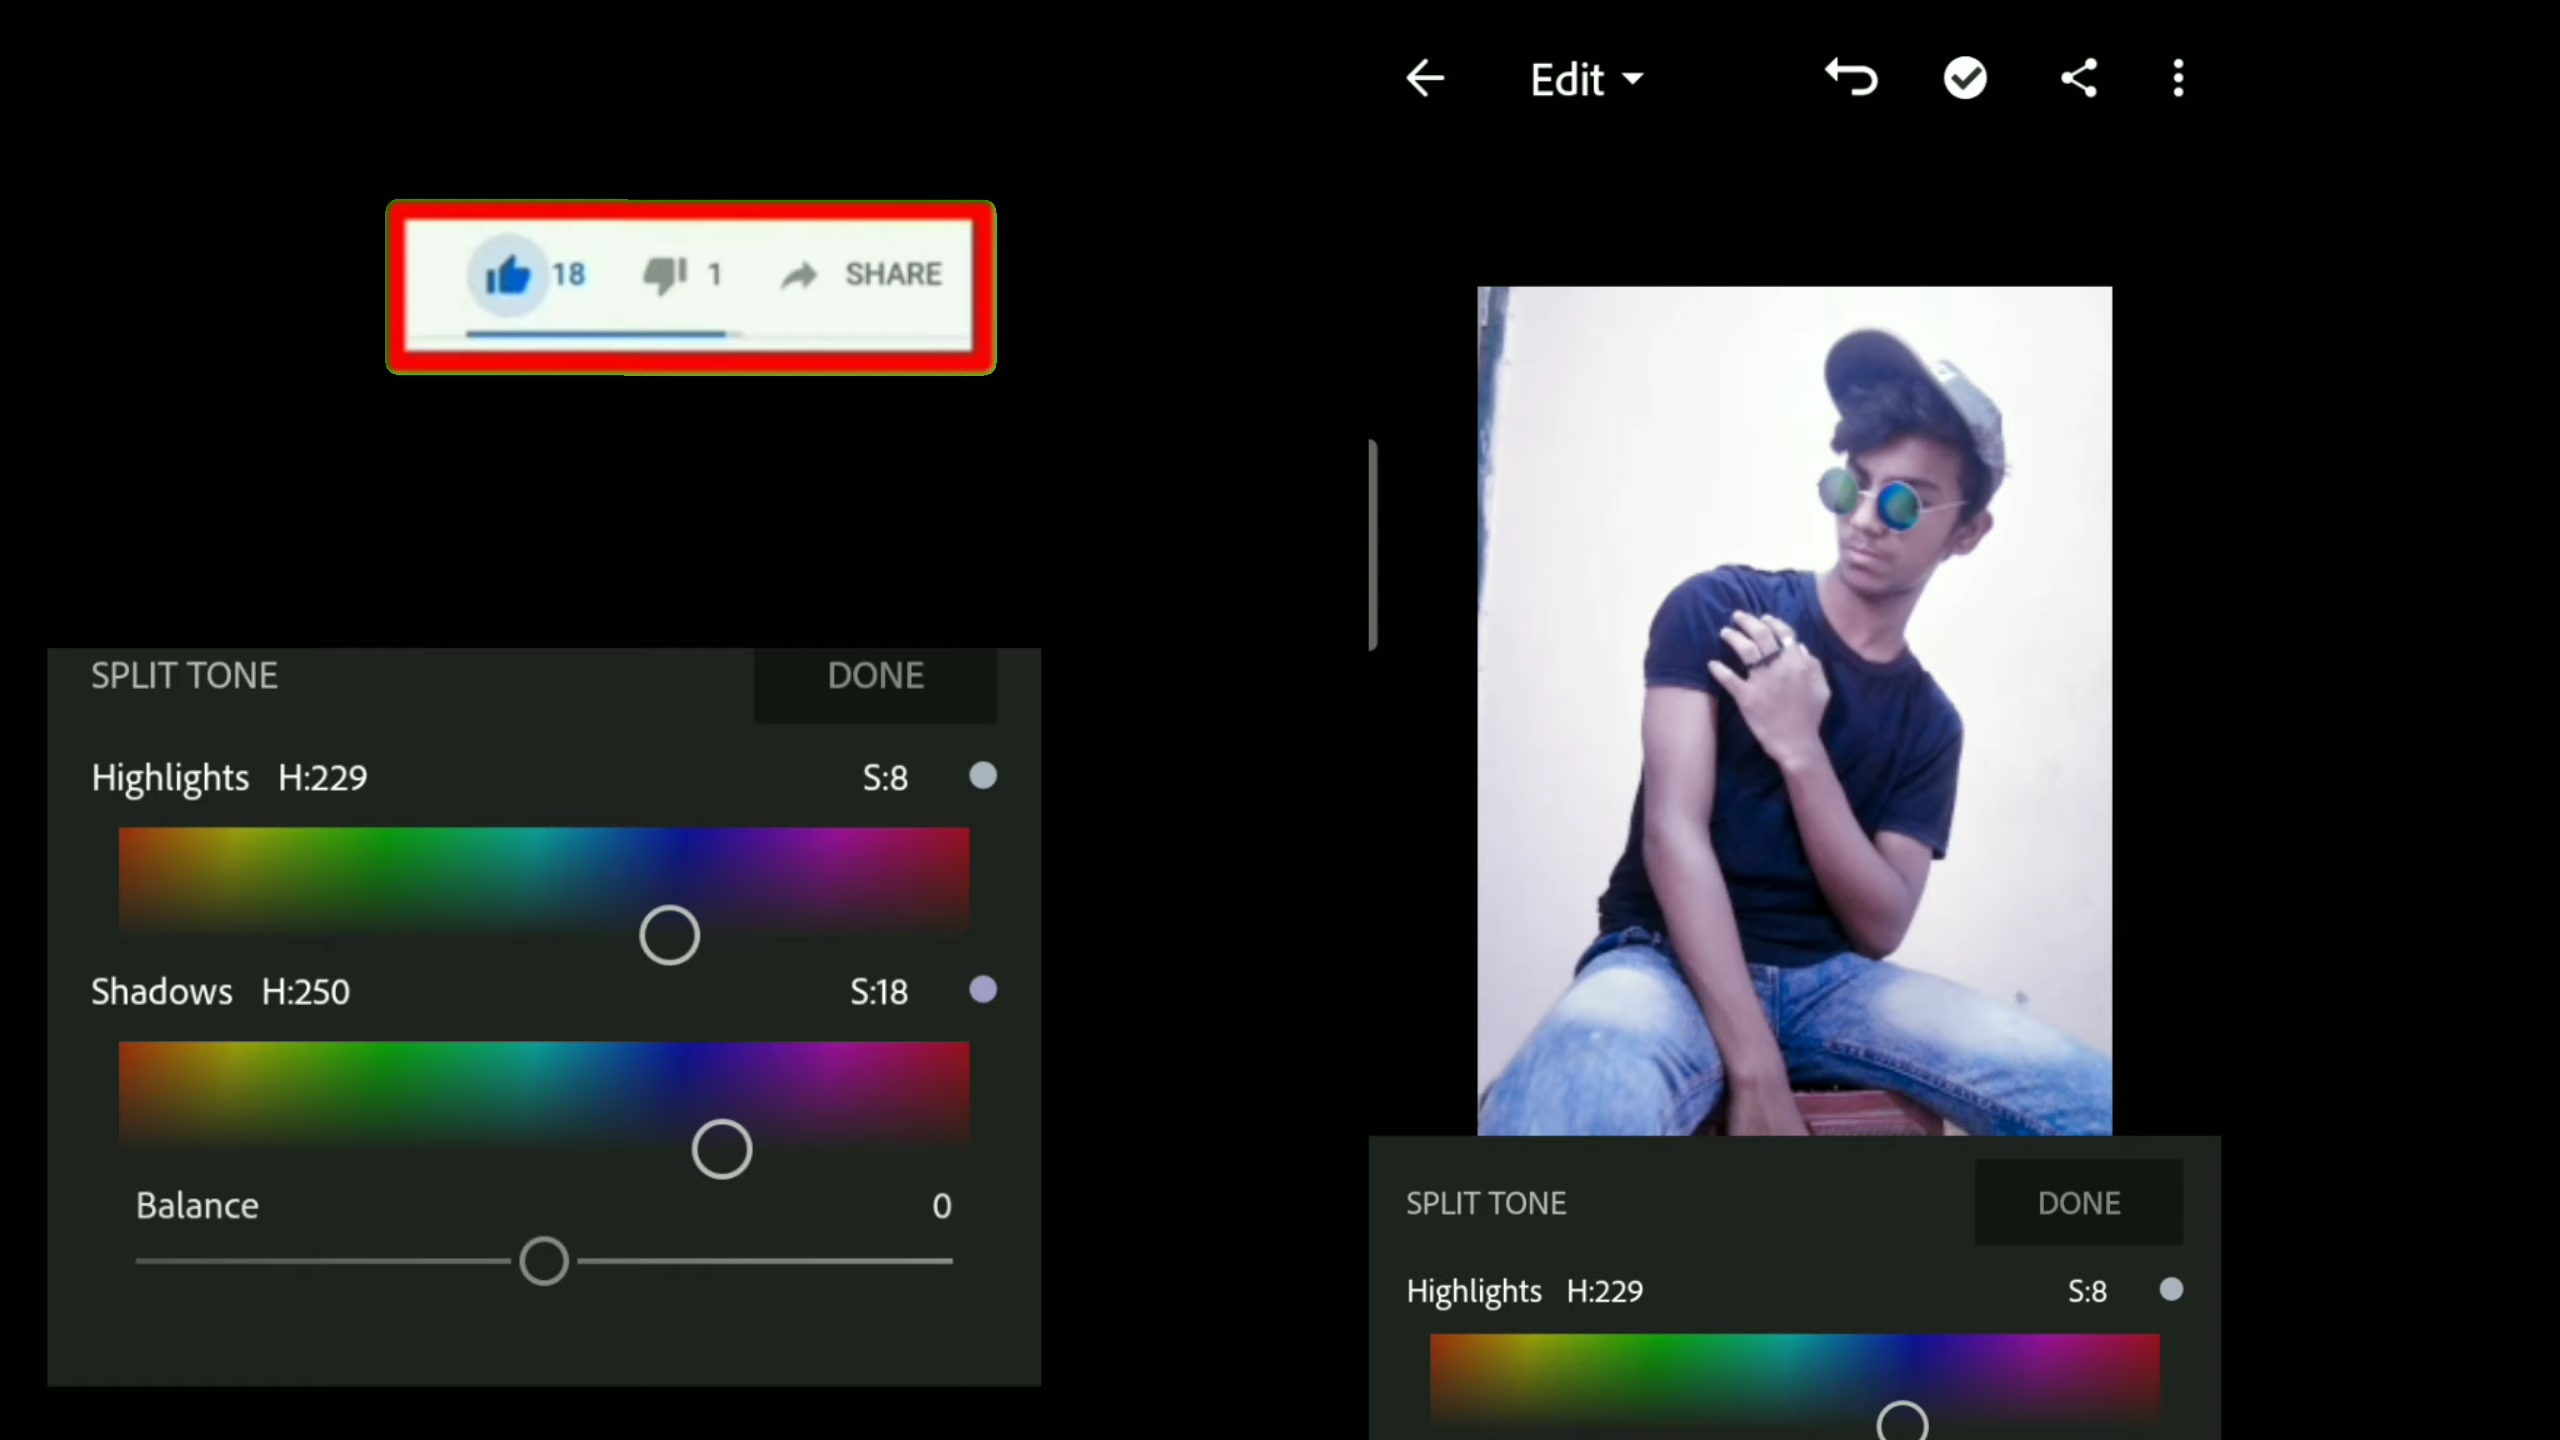 Edit
18 1 SHARE
SPLIT TONE DONE
Highlights H:229 S:8
Shadows H:250 S:18
Balance 0
SPLIT TONE DONE
Highlights H:229 S:8